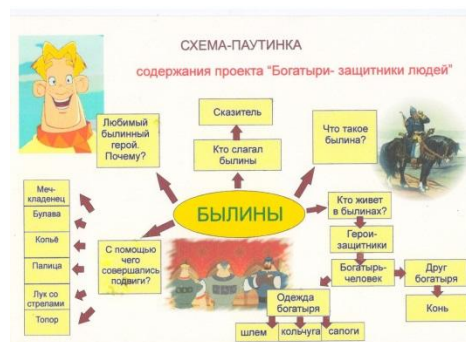 СХЕМА-ПАУТИНКА
содержания проекта "Богатыри- защитники людей"
Любимый
былинный
герой.
Почему?
Сказитель
Кто слагал
былины
Что такое
былина?
БЫЛИНЫ
Меч-
кладенец
Булава
Копьё
Палица
Лук со
стрелами
Топор
С помощью
чего
совершались
подвиги?
Кто живет
в былинах?
Герои-
защитники
Богатырь-
человек
Друг
богатыря
Конь
Одежда
богатыря
шлем
кольчуга
сапоги